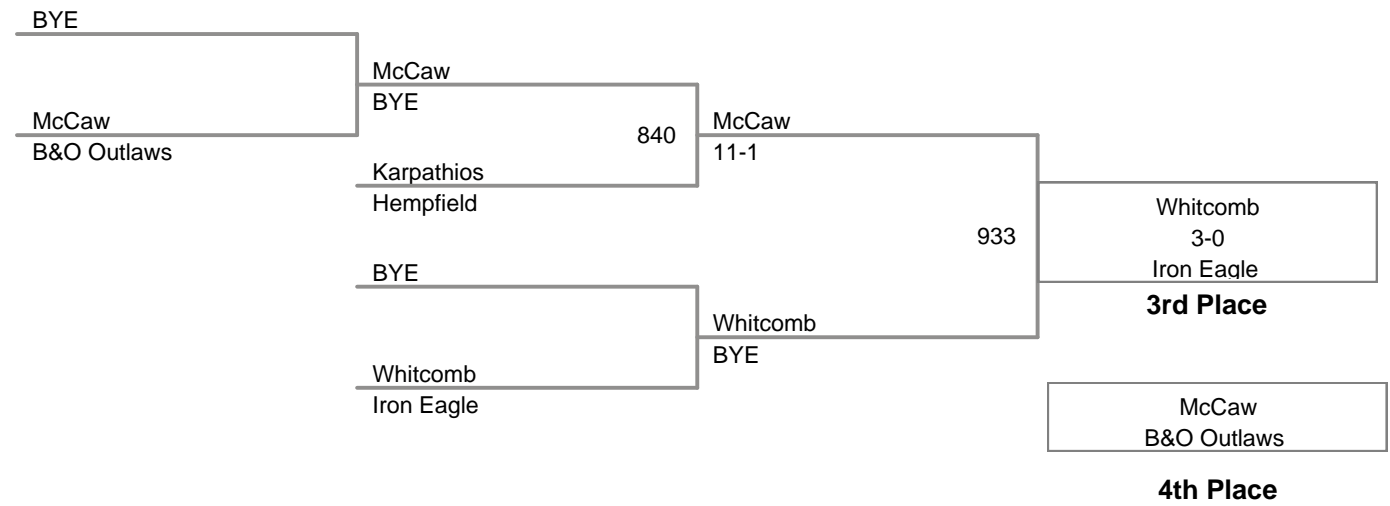 BYE
McCaw
BYE
McCaw
B&O Outlaws
840
McCaw
11-1
Karpathios
Hempfield
933
Whitcomb
3-0
Iron Eagle
3rd Place
BYE
Whitcomb
BYE
Whitcomb
Iron Eagle
McCaw
B&O Outlaws
4th Place